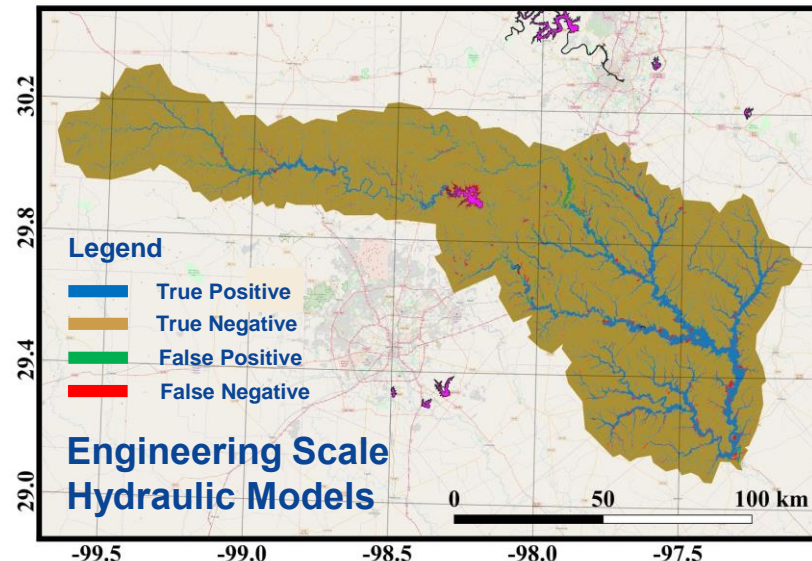 30.2
29.8
29.4
29.0
Legend
True Positive
True Negative
False Positive
False Negative
Engineering Scale
Hydraulic Models
0 50 100 km
-99.5 -99.0 -98.5 -98.0 -97.5